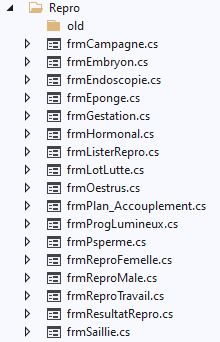 Repro
old
frmCampagne.cs
frmEmbryon.cs
frmEndoscopie.cs
frmEponge.cs
frmGestation.cs
frmHormonal.cs
frmListerRepro.cs
frmLotLutte.cs
frmOestrus.cs
frmPlan_Accouplement.cs
frmProgLumineux.cs
frmPsperme.cs
frmReproFemelle.cs
frmReproMale.cs
frmReproTravail.cs
frmResultatRepro.cs
frmSaillie.cs